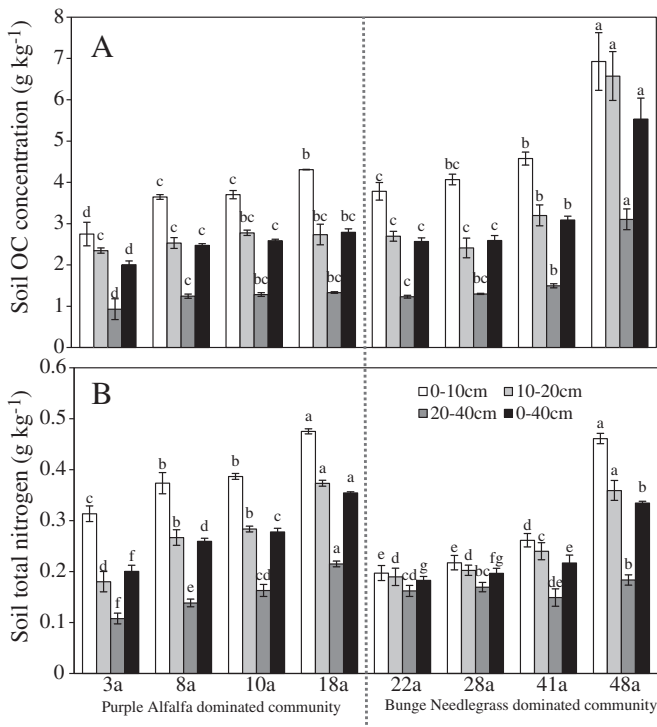 A
Soil OC concentration (g kg⁻¹)
8
7
6
5
4
3
2
1
0
d c d d
c c c c
c bc bc c
b bc bc bc
c c c c
bc c bc c
b b b b
a a a a
B
Soil total nitrogen (g kg⁻¹)
0.6
0.5
0.4
0.3
0.2
0.1
0
0-10cm 10-20cm
20-40cm 0-40cm
c d f f
b b e d
b b cd c
a a a a
e d cd g
e d bc fg
d c de e
a a d b
3a 8a 10a 18a 22a 28a 41a 48a
Purple Alfalfa dominated community Bunge Needlegrass dominated community